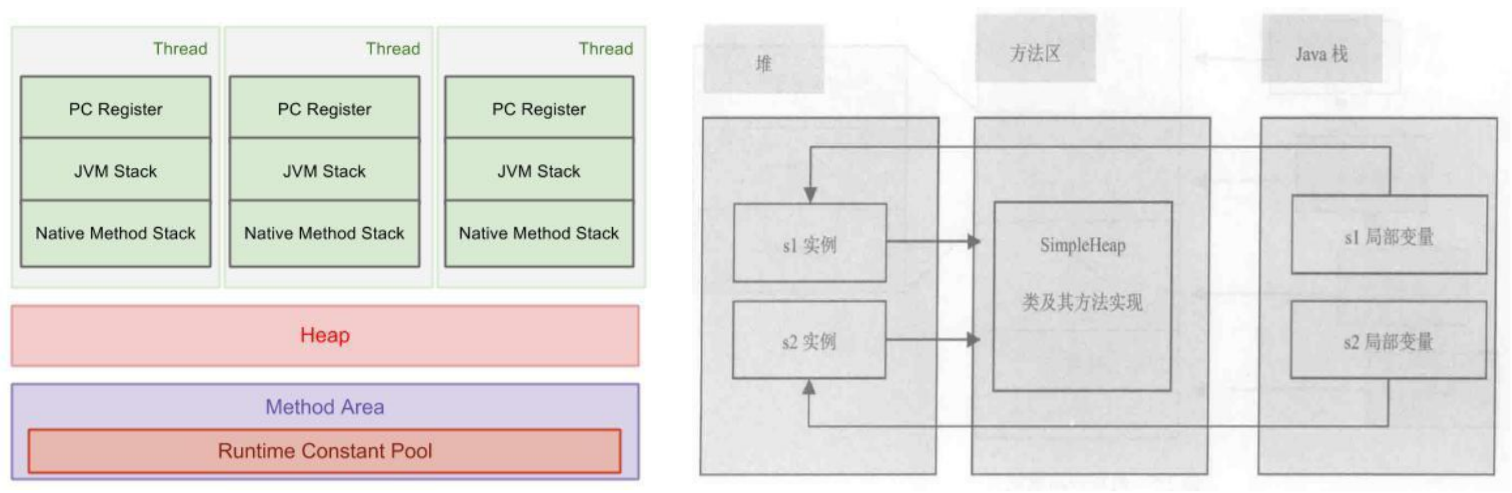 Thread
Thread
Thread
PC Register
PC Register
PC Register
JVM Stack
JVM Stack
JVM Stack
Native Method Stack
Native Method Stack
Native Method Stack
Heap
Method Area
Runtime Constant Pool
堆
方法区
Java 栈
s1 实例
SimpleHeap
类及其方法实现
s1 局部变量
s2 实例
s2 局部变量